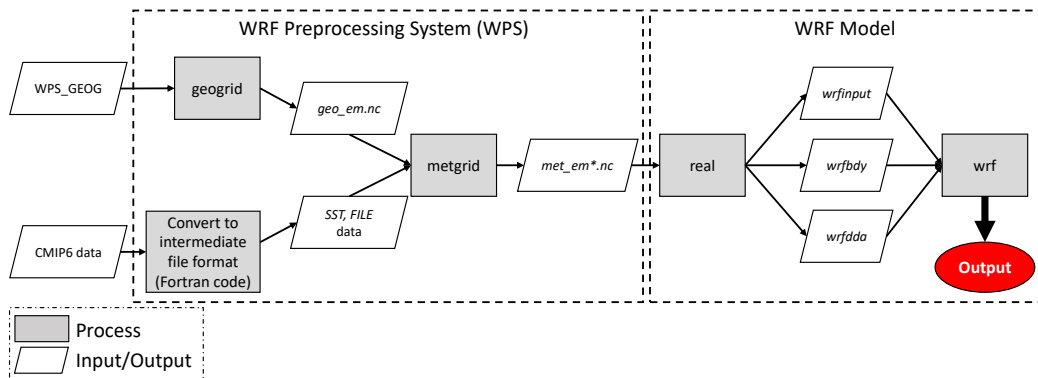 WRF Preprocessing System (WPS)
WRF Model
WPS_GEOG
geogrid
geo_em.nc
metgrid
met_em*.nc
CMIP6 data
Convert to
intermediate
file format
(Fortran code)
SST, FILE
data
real
wrfinput
wrfbdy
wrfdda
wrf
Output
Process
Input/Output